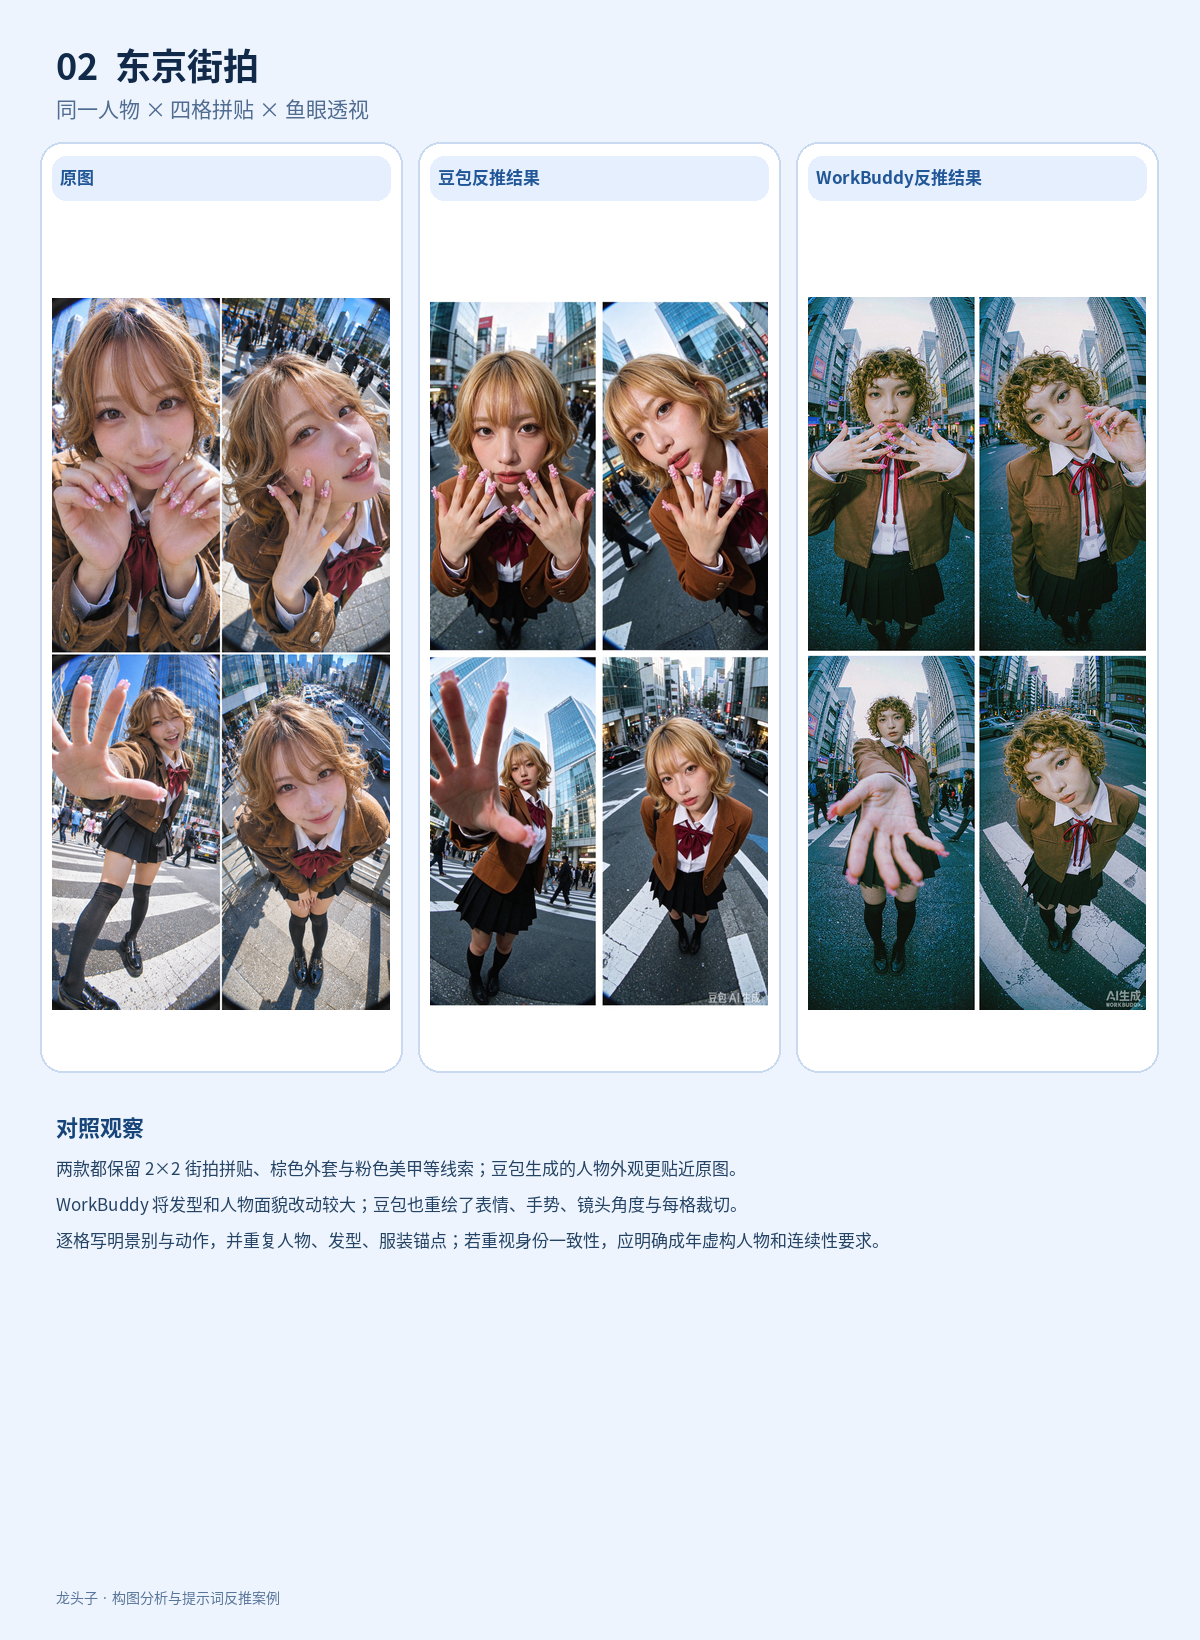 02 东京街拍
同一人物 × 四格拼贴 × 鱼眼透视
原图
豆包反推结果
WorkBuddy反推结果
豆包AI生成
AI生成
WORKBUDDY
对照观察
两款都保留 2×2 街拍拼贴、棕色外套与粉色美甲等线索；豆包生成的人物外观更贴近原图。
WorkBuddy 将发型和人物面貌改动较大；豆包也重绘了表情、手势、镜头角度与每格裁切。
逐格写明景别与动作，并重复人物、发型、服装锚点；若重视身份一致性，应明确成年虚构人物和连续性要求。
龙头子 · 构图分析与提示词反推案例